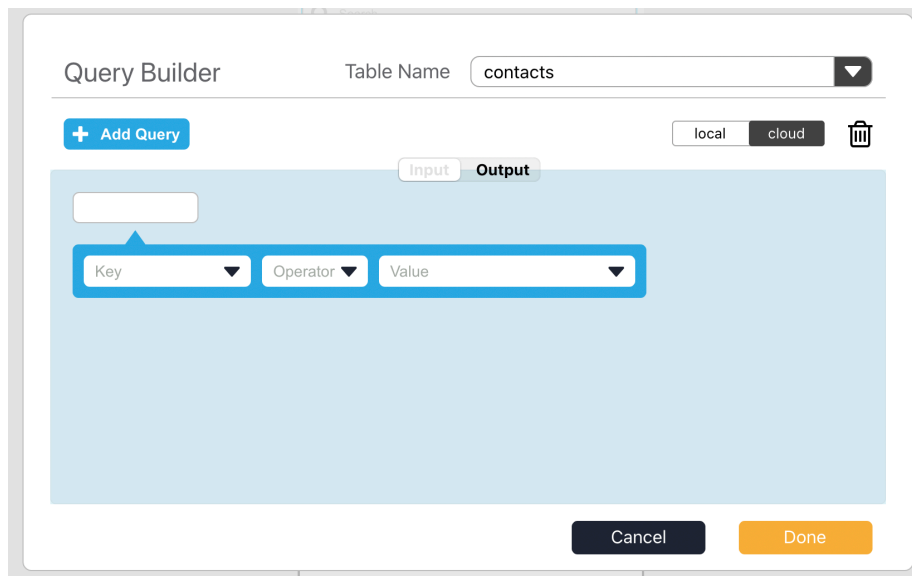 Query Builder
Table Name
contacts
Add Query
local
cloud
Input
Output
Key
Operator
Value
Cancel
Done